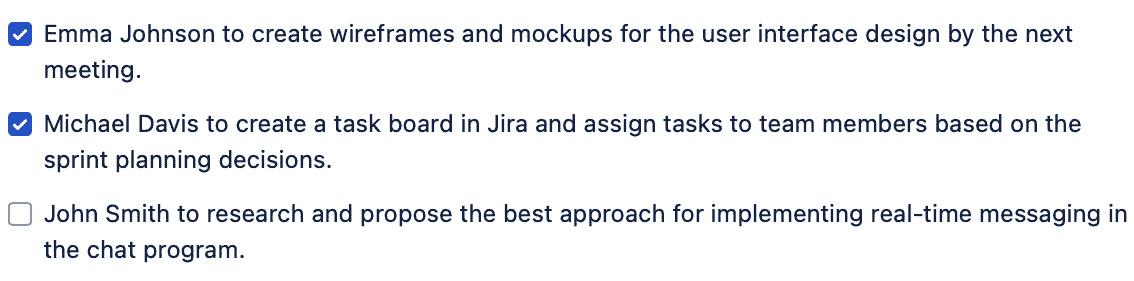 Emma Johnson to create wireframes and mockups for the user interface design by the next
meeting.
Michael Davis to create a task board in Jira and assign tasks to team members based on the
sprint planning decisions.
John Smith to research and propose the best approach for implementing real-time messaging in
the chat program.